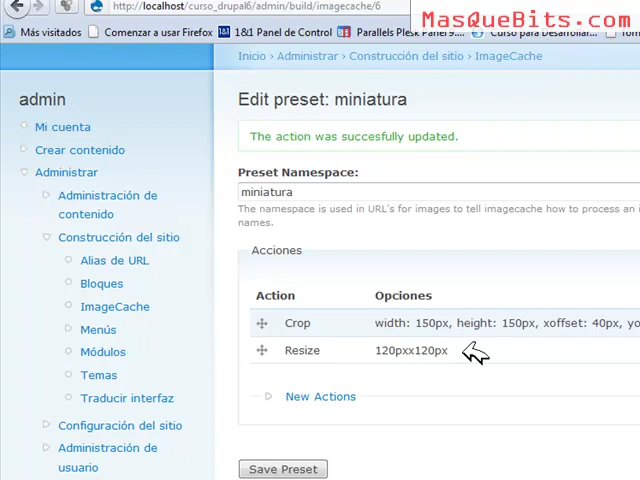 http://localhost/curso_drupal6/admin/build/imagecache/6
MasQueBits.com
Más visitados
Comenzar a usar Firefox
1&1 Panel de Control
Parallels Plesk Panel 9....
Curso para Desarrollar...
Inicio › Administrar › Construcción del sitio › ImageCache
admin
Mi cuenta
Crear contenido
Administrar
Administración de
contenido
Construcción del sitio
Alias de URL
Bloques
ImageCache
Menús
Módulos
Temas
Traducir interfaz
Configuración del sitio
Administración de
usuario
Edit preset: miniatura
The action was succesfully updated.
Preset Namespace:
miniatura
The namespace is used in URL's for images to tell imagecache how to process an
names.
Acciones
Action Opciones
Crop width: 150px, height: 150px, xoffset: 40px, yo
Resize 120pxx120px
New Actions
Save Preset